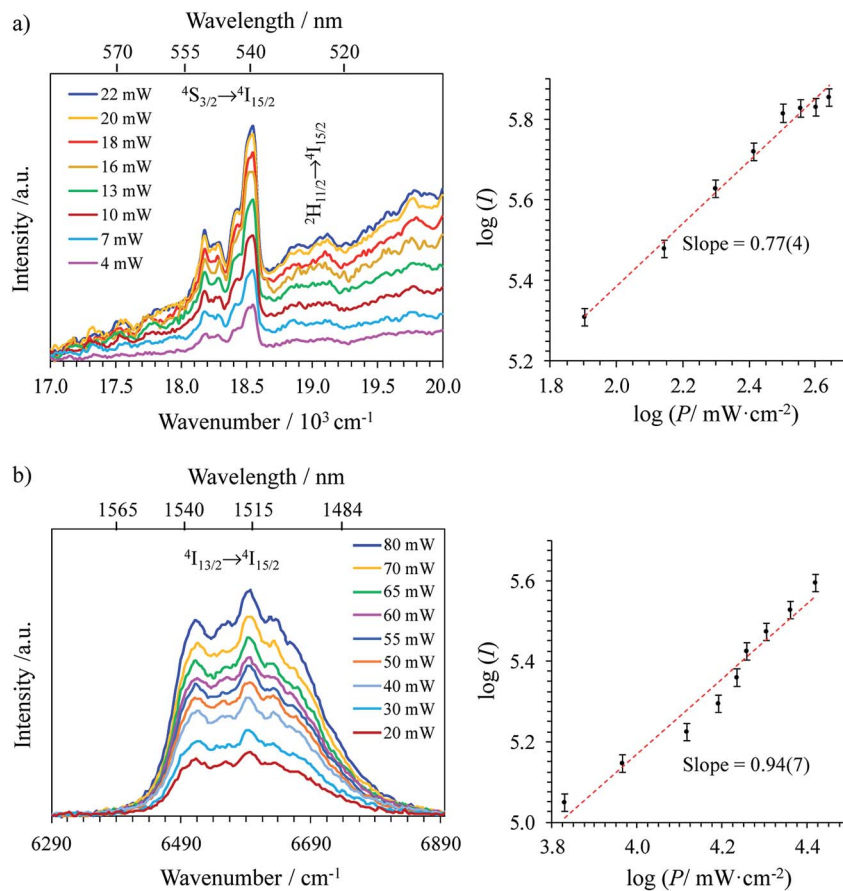 a)
Wavelength / nm
570 555 540 520
22 mW
20 mW
18 mW
16 mW
13 mW
10 mW
7 mW
4 mW
⁴S₃/₂→⁴I₁₅/₂
²H₁₁/₂→⁴I₁₅/₂
Intensity /a.u.
17.0 17.5 18.0 18.5 19.0 19.5 20.0
Wavenumber / 10³ cm⁻¹
log (I)
5.8
5.6
5.4
5.2
Slope = 0.77(4)
1.8 2.0 2.2 2.4 2.6
log (P/ mW·cm⁻²)
b)
Wavelength / nm
1565 1540 1515 1484
⁴I₁₃/₂→⁴I₁₅/₂
80 mW
70 mW
65 mW
60 mW
55 mW
50 mW
40 mW
30 mW
20 mW
Intensity /a.u.
6290 6490 6690 6890
Wavenumber / cm⁻¹
log (I)
5.6
5.4
5.2
5.0
Slope = 0.94(7)
3.8 4.0 4.2 4.4
log (P/ mW·cm⁻²)